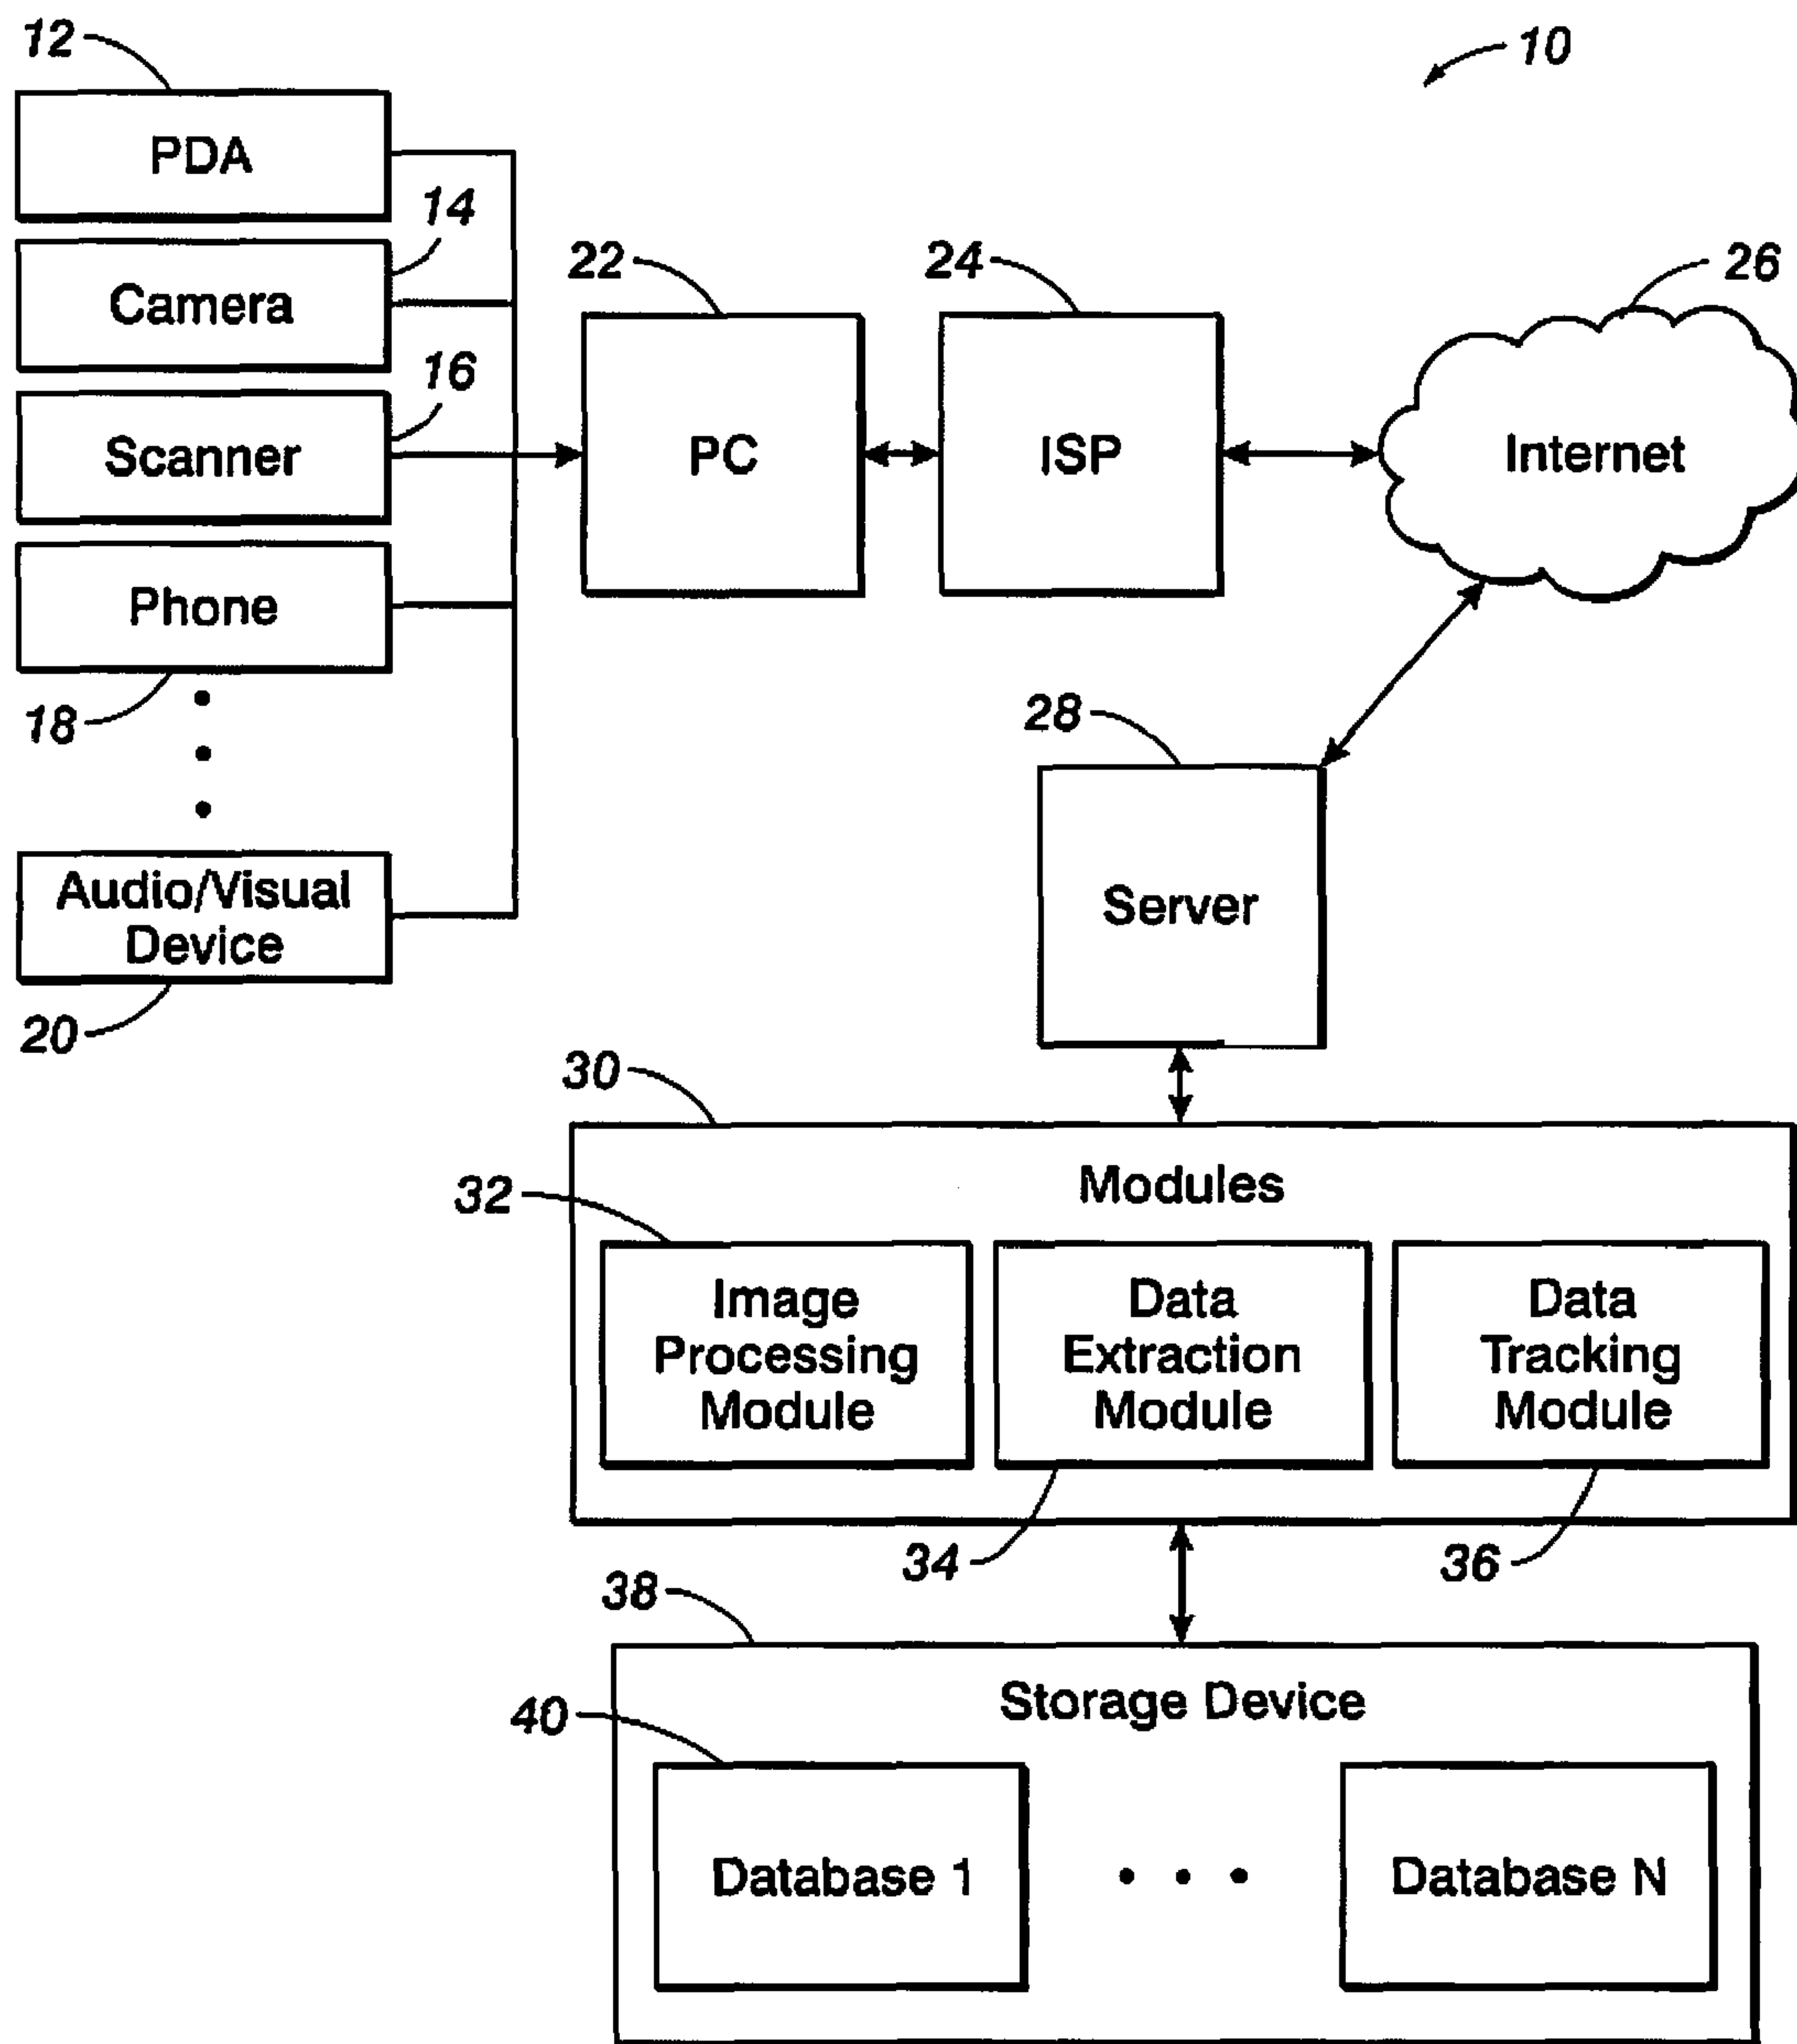 12
10
PDA
14
Camera
22
24
26
16
Scanner
PC
ISP
Internet
Phone
18
28
Audio/Visual
Device
Server
20
30
Modules
32
Image
Processing
Module
Data
Extraction
Module
Data
Tracking
Module
34
36
38
Storage Device
40
Database 1
Database N